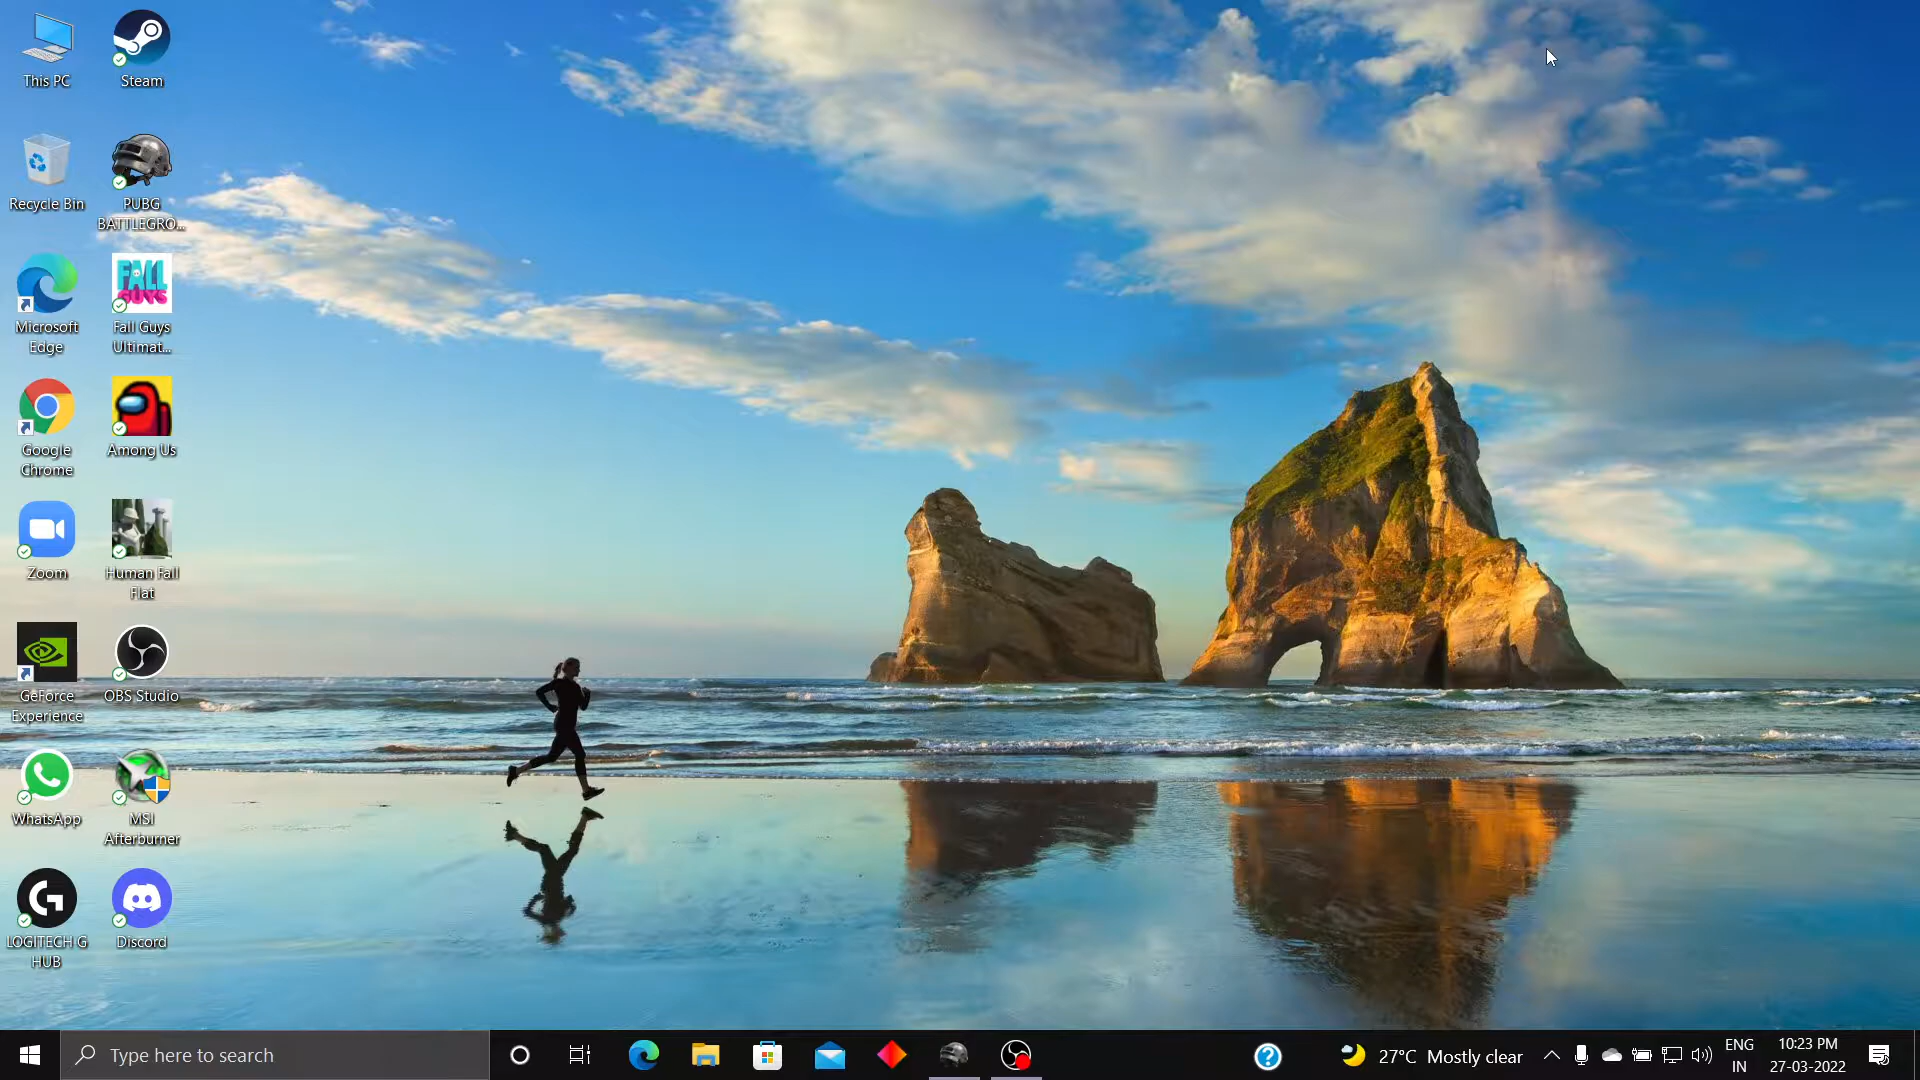 This PC
Steam
Recycle Bin
PUBG
BATTLEGRO...
FALL
GUYS
Microsoft
Edge
Fall Guys
Ultimat...
Google
Chrome
Among Us
Zoom
Human Fall
Flat
GeForce
Experience
OBS Studio
WhatsApp
MSI
Afterburner
LOGITECH G
HUB
Discord
Type here to search
27°C Mostly clear
ENG
IN
10:23 PM
27-03-2022